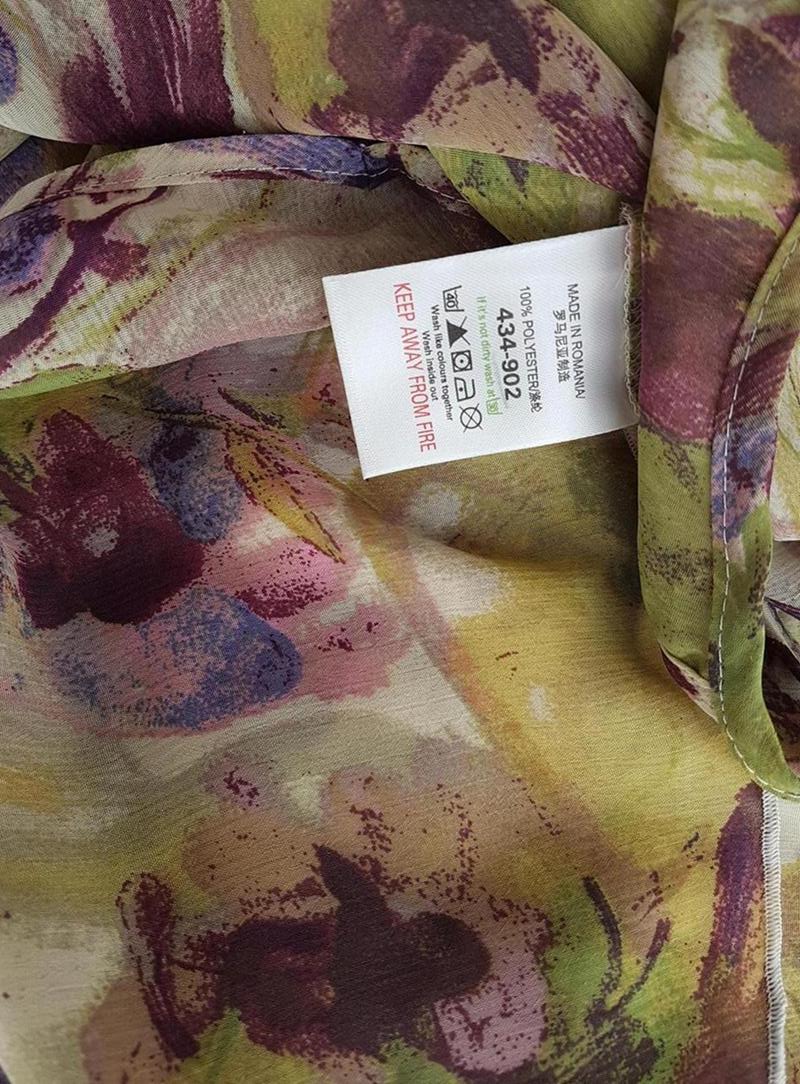 MADE IN ROMANIA/
罗马尼亚制造
100% POLYESTER/涤纶
434-902
If it's not dirty wash at 30
40
Wash like colours together
Wash inside out
KEEP AWAY FROM FIRE